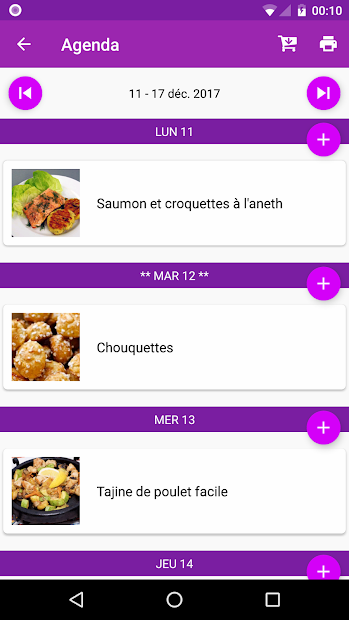 00:10
Agenda
11 - 17 déc. 2017
LUN 11
Saumon et croquettes à l'aneth
** MAR 12 **
Chouquettes
MER 13
Tajine de poulet facile
JEU 14